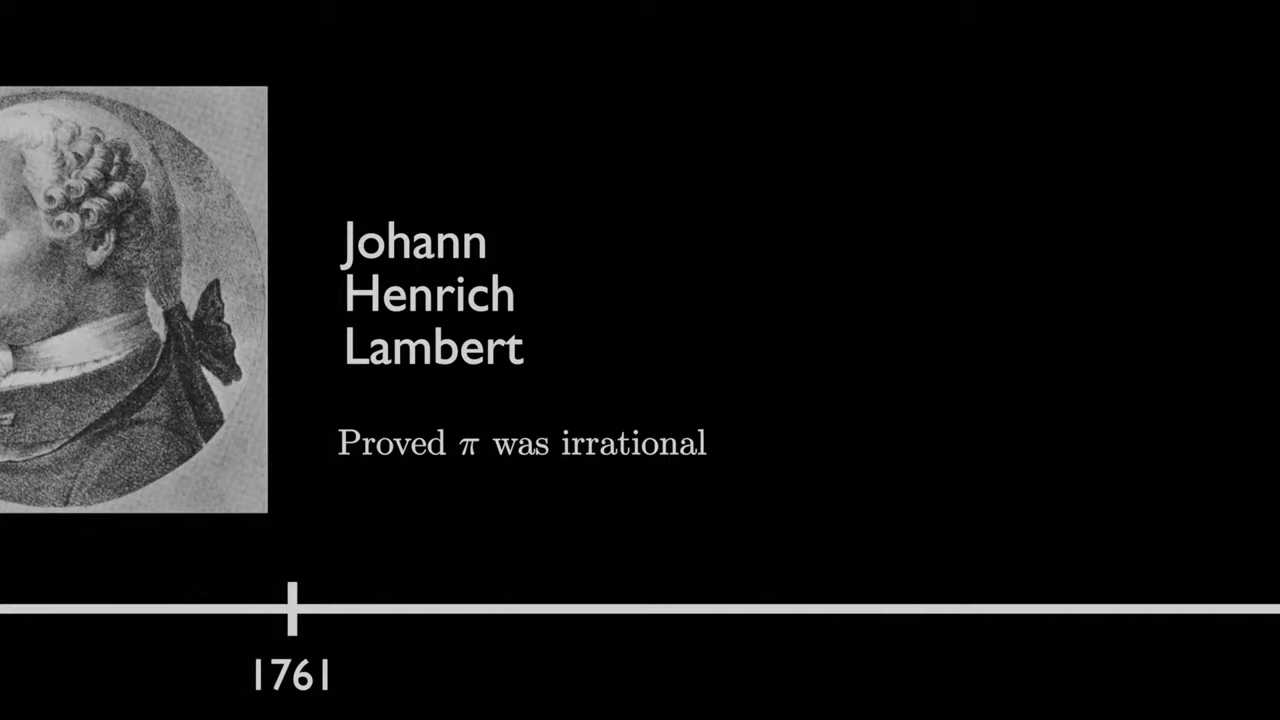 Johann
Henrich
Lambert
Proved π was irrational
1761